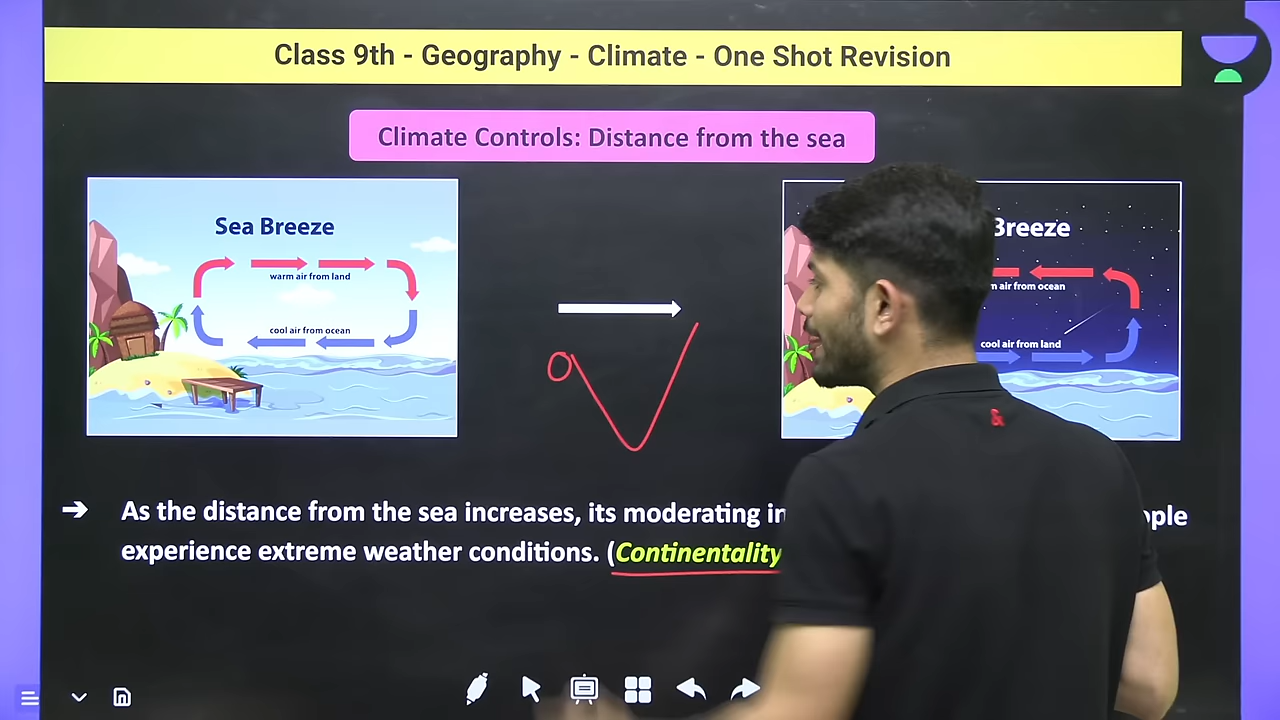 Class 9th - Geography - Climate - One Shot Revision
Climate Controls: Distance from the sea
Sea Breeze
warm air from land
cool air from ocean
Breeze
air from ocean
cool air from land
&
➔ As the distance from the sea increases, its moderating
experience extreme weather conditions. (Continentality